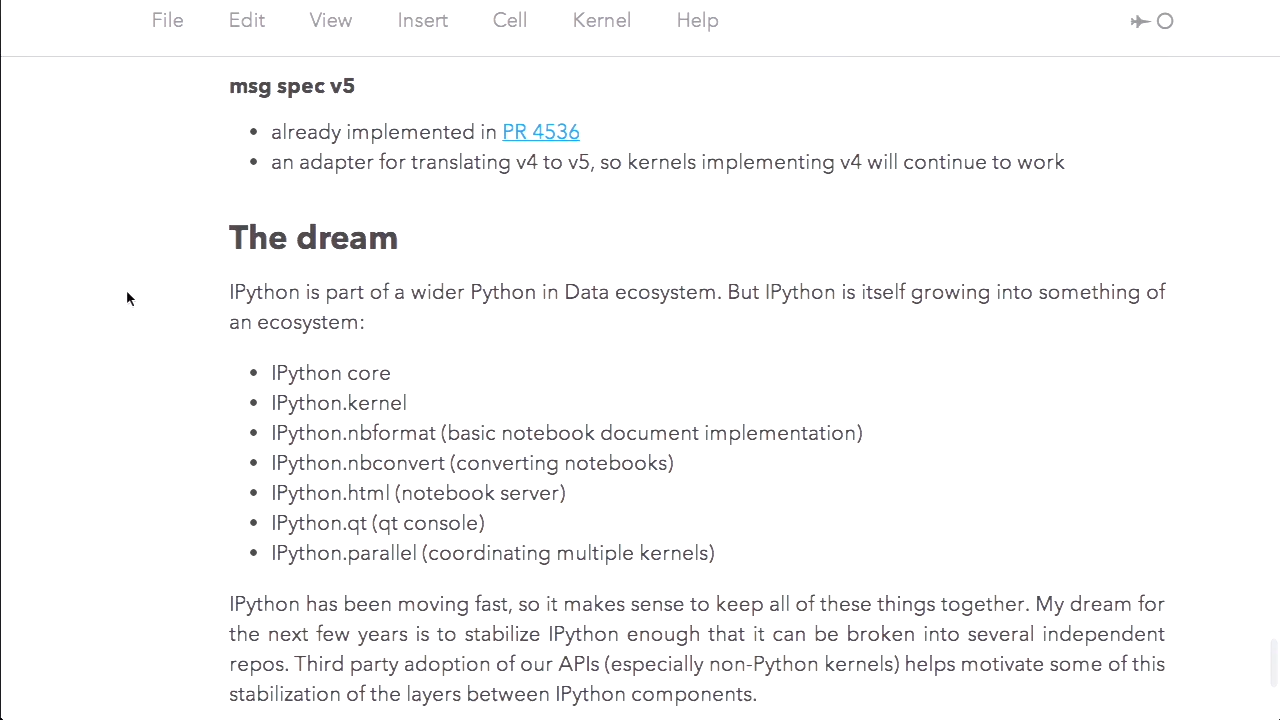 File Edit View Insert Cell Kernel Help
msg spec v5
• already implemented in PR 4536
• an adapter for translating v4 to v5, so kernels implementing v4 will continue to work
The dream
IPython is part of a wider Python in Data ecosystem. But IPython is itself growing into something of
an ecosystem:
• IPython core
• IPython.kernel
• IPython.nbformat (basic notebook document implementation)
• IPython.nbconvert (converting notebooks)
• IPython.html (notebook server)
• IPython.qt (qt console)
• IPython.parallel (coordinating multiple kernels)
IPython has been moving fast, so it makes sense to keep all of these things together. My dream for
the next few years is to stabilize IPython enough that it can be broken into several independent
repos. Third party adoption of our APIs (especially non-Python kernels) helps motivate some of this
stabilization of the layers between IPython components.